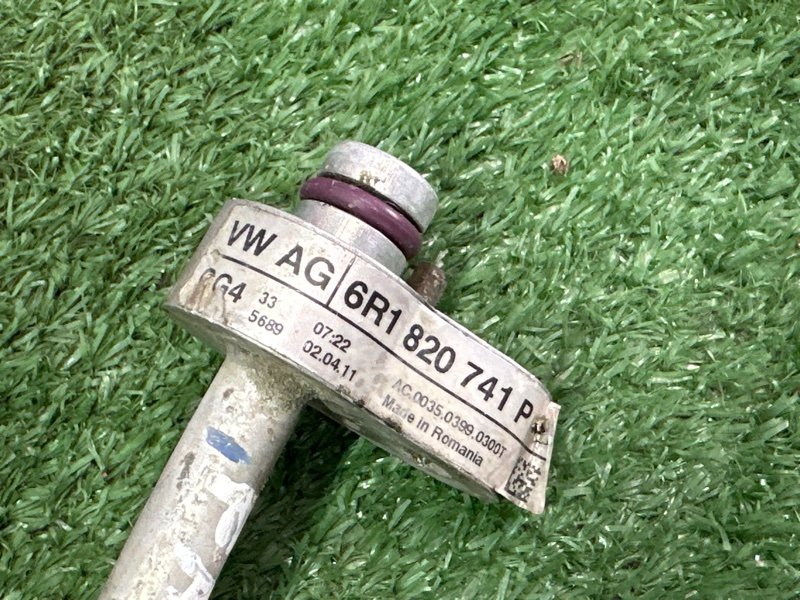 VW AG 6R1 820 741 P
33 07:22 AC.0035.0399.0300T
5689 02.04.11 Made in Romania